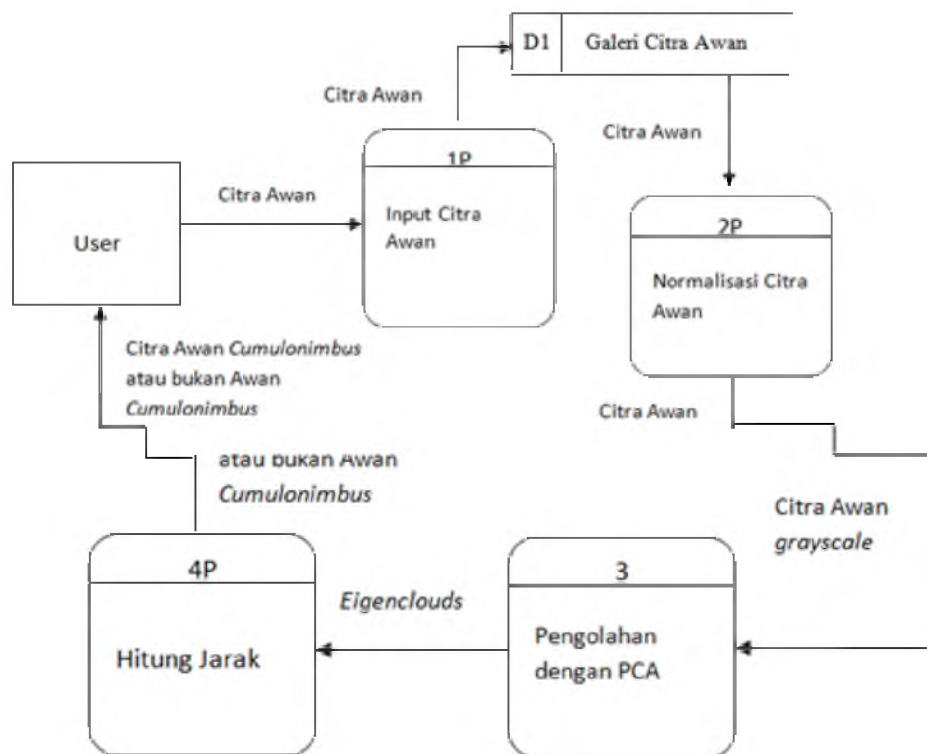 D1 Galeri Citra Awan
Citra Awan
Citra Awan
1P
Citra Awan
Input Citra
Awan
User
2P
Normalisasi Citra
Awan
Citra Awan Cumulonimbus
atau bukan Awan
Cumulonimbus
Citra Awan
atau bukan Awan
Cumulonimbus
Citra Awan
grayscale
4P
Hitung Jarak
Eigenclouds
3
Pengolahan
dengan PCA